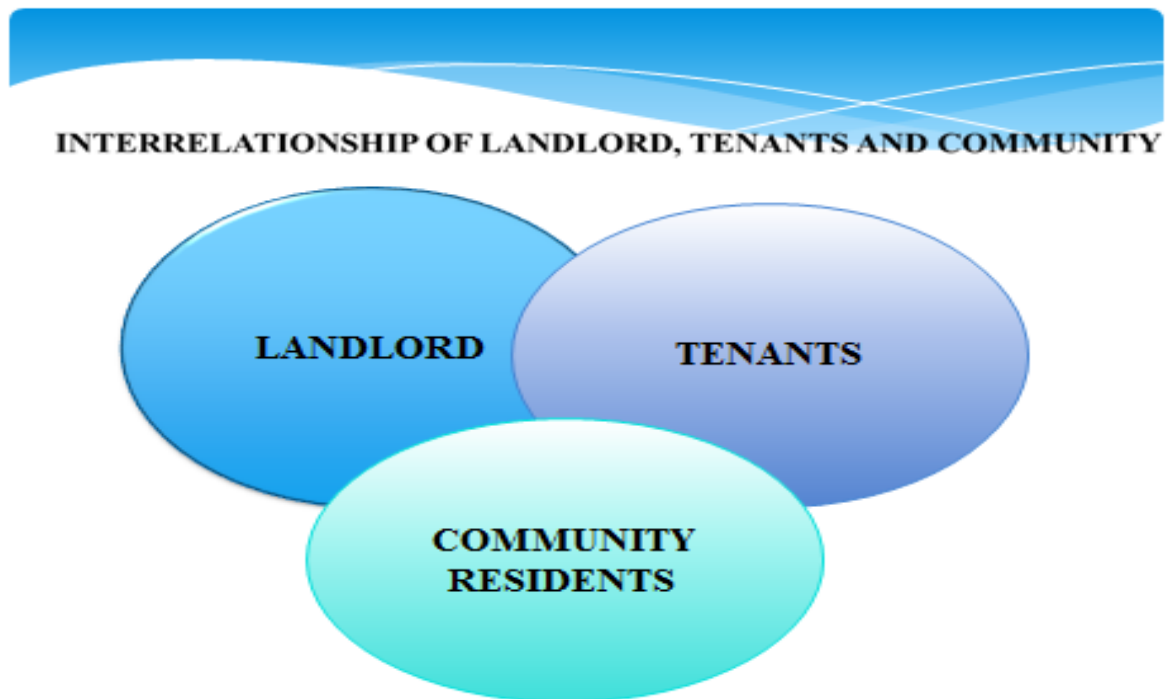 INTERRELATIONSHIP OF LANDLORD, TENANTS AND COMMUNITY
LANDLORD
TENANTS
COMMUNITY
RESIDENTS